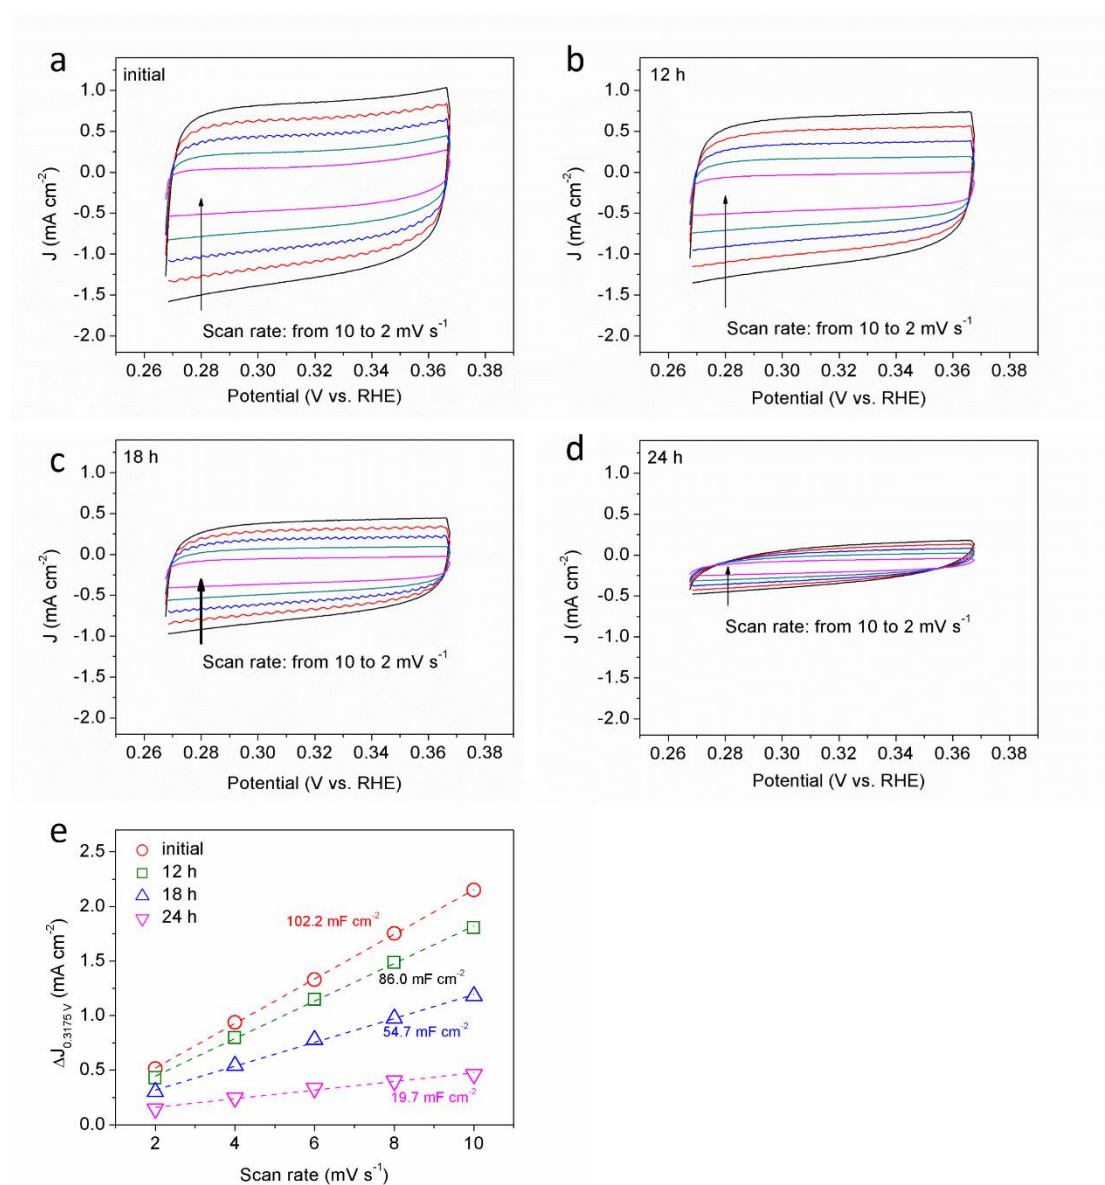 a
initial
1.0
0.5
0.0
-0.5
-1.0
-1.5
-2.0
J (mA cm-2)
Scan rate: from 10 to 2 mV s-1
0.26 0.28 0.30 0.32 0.34 0.36 0.38
Potential (V vs. RHE)
b
12 h
1.0
0.5
0.0
-0.5
-1.0
-1.5
-2.0
J (mA cm-2)
Scan rate: from 10 to 2 mV s-1
0.26 0.28 0.30 0.32 0.34 0.36 0.38
Potential (V vs. RHE)
c
18 h
1.0
0.5
0.0
-0.5
-1.0
-1.5
-2.0
J (mA cm-2)
Scan rate: from 10 to 2 mV s-1
0.26 0.28 0.30 0.32 0.34 0.36 0.38
Potential (V vs. RHE)
d
24 h
1.0
0.5
0.0
-0.5
-1.0
-1.5
-2.0
J (mA cm-2)
Scan rate: from 10 to 2 mV s-1
0.26 0.28 0.30 0.32 0.34 0.36 0.38
Potential (V vs. RHE)
e
initial
12 h
18 h
24 h
2.5
2.0
1.5
1.0
0.5
0.0
ΔJ0.3175 V (mA cm-2)
102.2 mF cm-2
86.0 mF cm-2
54.7 mF cm-2
19.7 mF cm-2
2 4 6 8 10
Scan rate (mV s-1)